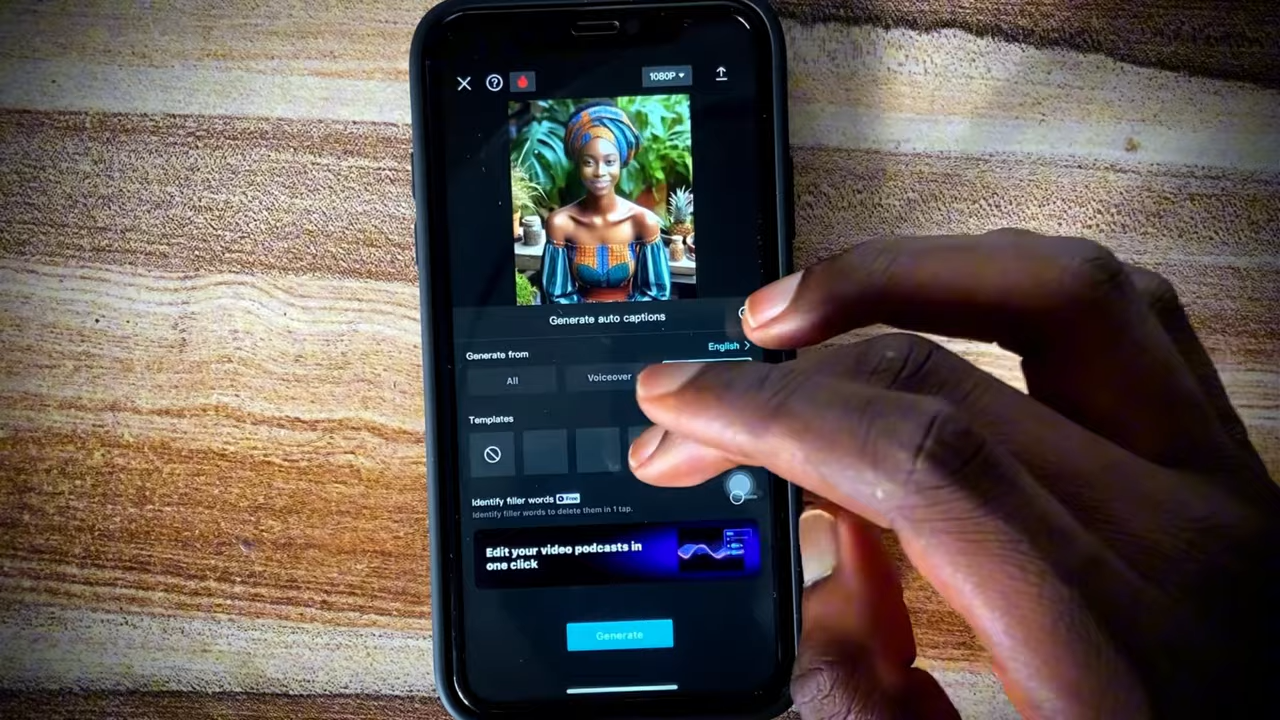 1080P
Generate auto captions
Generate from
English
All
Voiceover
Templates
Identify filler words Free
Identify filler words to delete them in 1 tap.
Edit your video podcasts in
one click
Generate